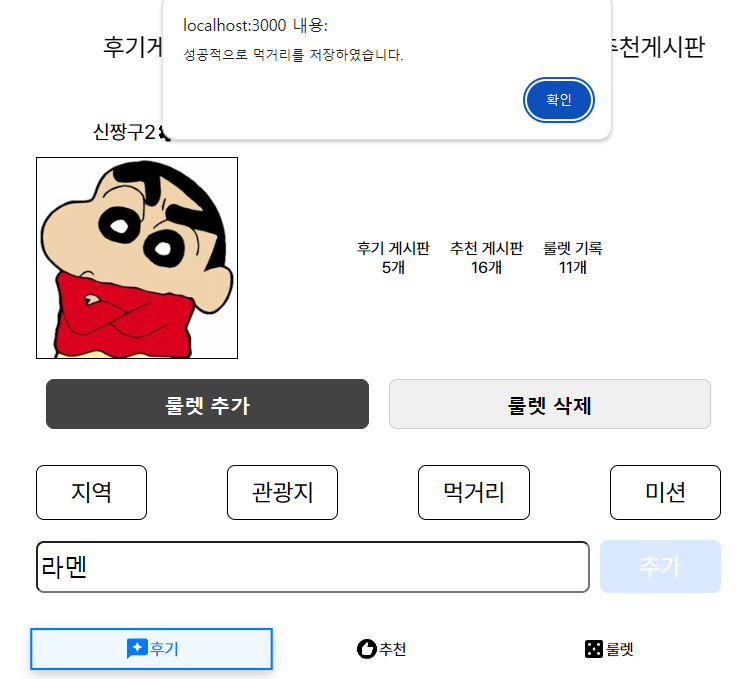 localhost:3000 내용:
성공적으로 먹거리를 저장하였습니다.
확인
후기게
추천게시판
신짱구2
후기 게시판 추천 게시판 룰렛 기록
5개 16개 11개
룰렛 추가 룰렛 삭제
지역 관광지 먹거리 미션
라멘 추가
후기 추천 룰렛